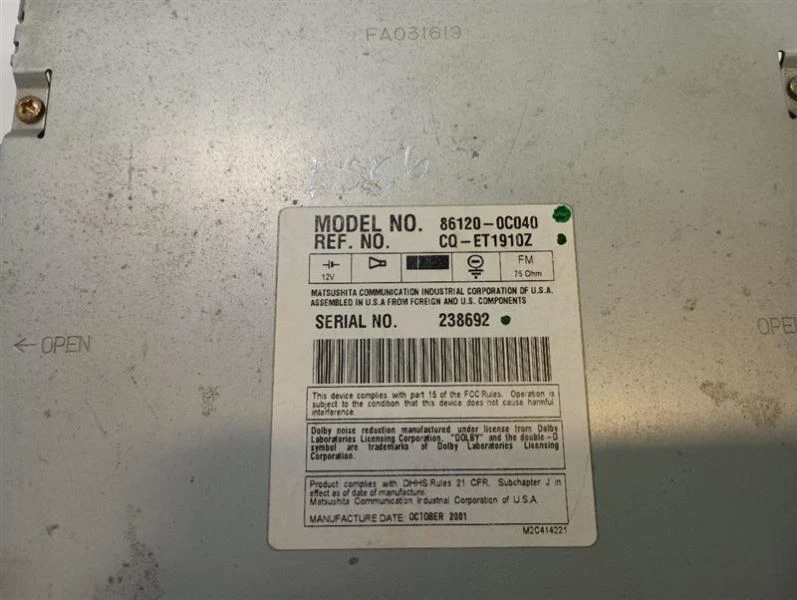 FA031619
MODEL NO. 86120-0C040
REF. NO. CQ-ET1910Z
12V
FM
75 Ohm
MATSUSHITA COMMUNICATION INDUSTRIAL CORPORATION OF U.S.A.
ASSEMBLED IN U.S.A FROM FOREIGN AND U.S. COMPONENTS
SERIAL NO. 238692
← OPEN
OPEN
This device complies with part 15 of the FCC Rules. Operation is
subject to the condition that this device does not cause harmful
interference.
Dolby noise reduction manufactured under license from Dolby
Laboratories Licensing Corporation. "DOLBY" and the double-D
symbol are trademarks of Dolby Laboratories Licensing
Corporation.
Product complies with DHHS Rules 21 CFR, Subchapter J in
effect as of date of manufacture.
Matsushita Communication Industrial Corporation of U.S.A.
MANUFACTURE DATE OCTOBER 2001
M2C414221